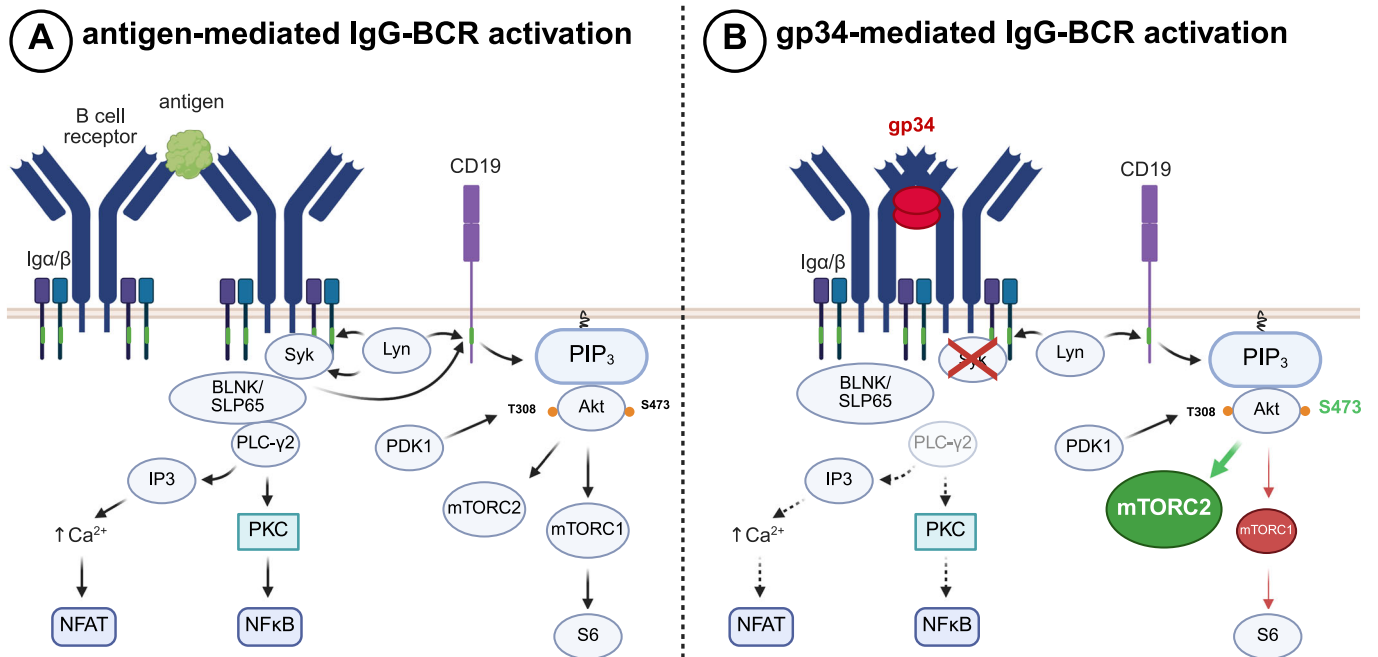 A antigen-mediated IgG-BCR activation
antigen
B cell
receptor
CD19
Igα/β
Syk
Lyn
PIP₃
BLNK/
SLP65
T308
Akt
S473
PLC-γ2
PDK1
IP3
mTORC2
↑Ca²⁺
PKC
mTORC1
NFAT
NFκB
S6
B gp34-mediated IgG-BCR activation
gp34
CD19
Igα/β
Syk
Lyn
PIP₃
BLNK/
SLP65
T308
Akt
S473
PLC-γ2
PDK1
IP3
mTORC2
↑Ca²⁺
PKC
mTORC1
NFAT
NFκB
S6